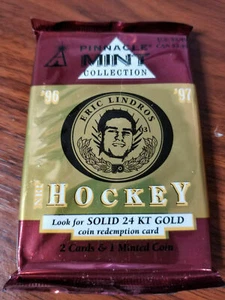 PINNACLE
MINT
COLLECTION
'96 '97
ERIC LINDROS
HOCKEY
Look for SOLID 24 KT GOLD
coin redemption card
2 Cards & 1 Minted Coin